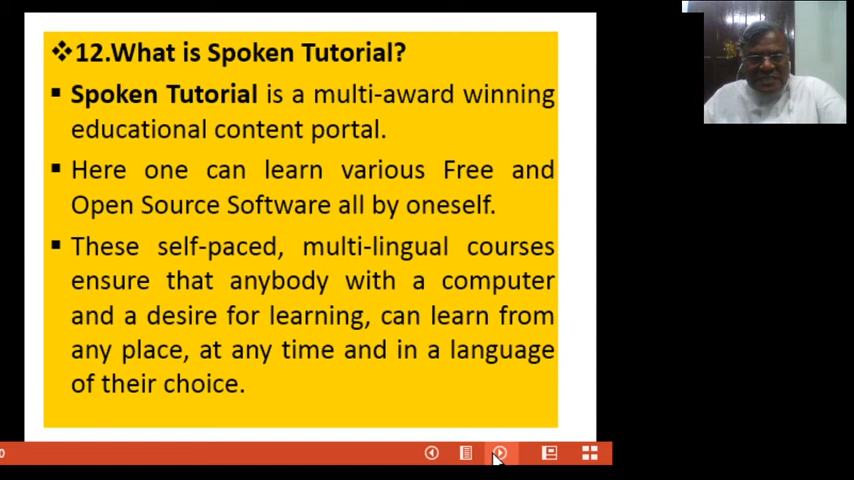 ❖12.What is Spoken Tutorial?
▪ Spoken Tutorial is a multi-award winning
educational content portal.
▪ Here one can learn various Free and
Open Source Software all by oneself.
▪ These self-paced, multi-lingual courses
ensure that anybody with a computer
and a desire for learning, can learn from
any place, at any time and in a language
of their choice.
0